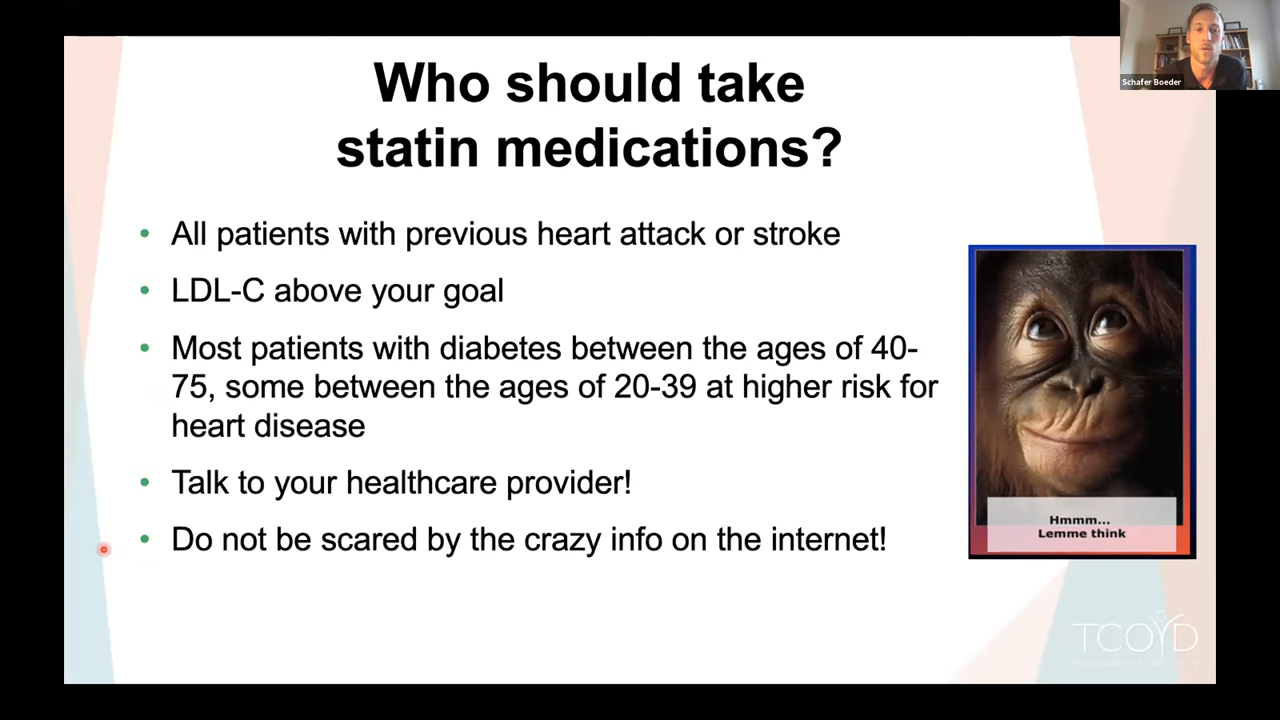 Who should take
statin medications?
• All patients with previous heart attack or stroke
• LDL-C above your goal
• Most patients with diabetes between the ages of 40-
75, some between the ages of 20-39 at higher risk for
heart disease
• Talk to your healthcare provider!
• Do not be scared by the crazy info on the internet!
Hmmm...
Lemme think
TCOYD
Schafer Boeder